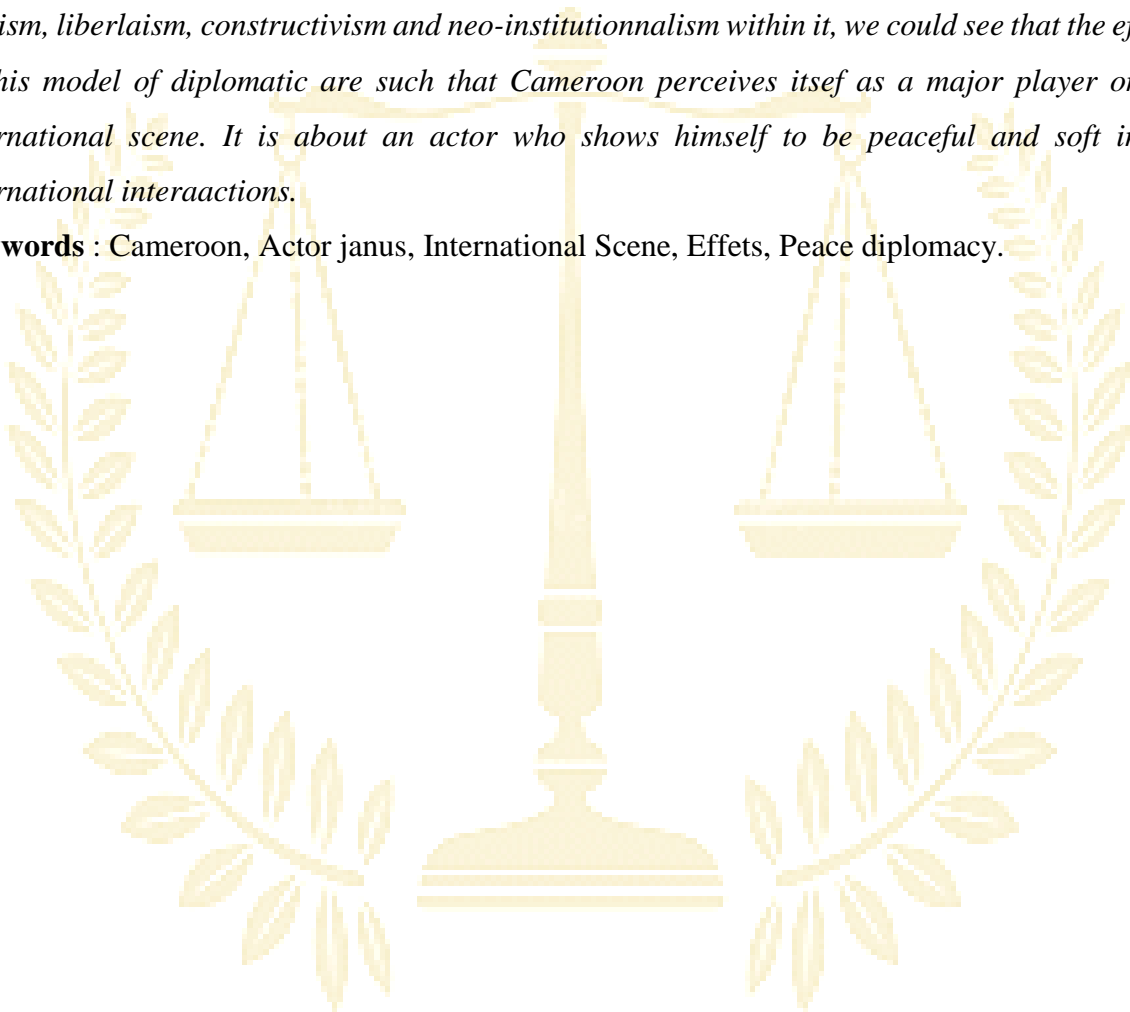 ism, liberlaism, constructivism and neo-institutionnalism within it, we could see that the
his model of diplomatic are such that Cameroon perceives itsef as a major player
rnational scene. It is about an actor who shows himself to be peaceful and soft
rnational interaactions.
words : Cameroon, Actor janus, International Scene, Effets, Peace diplomacy.